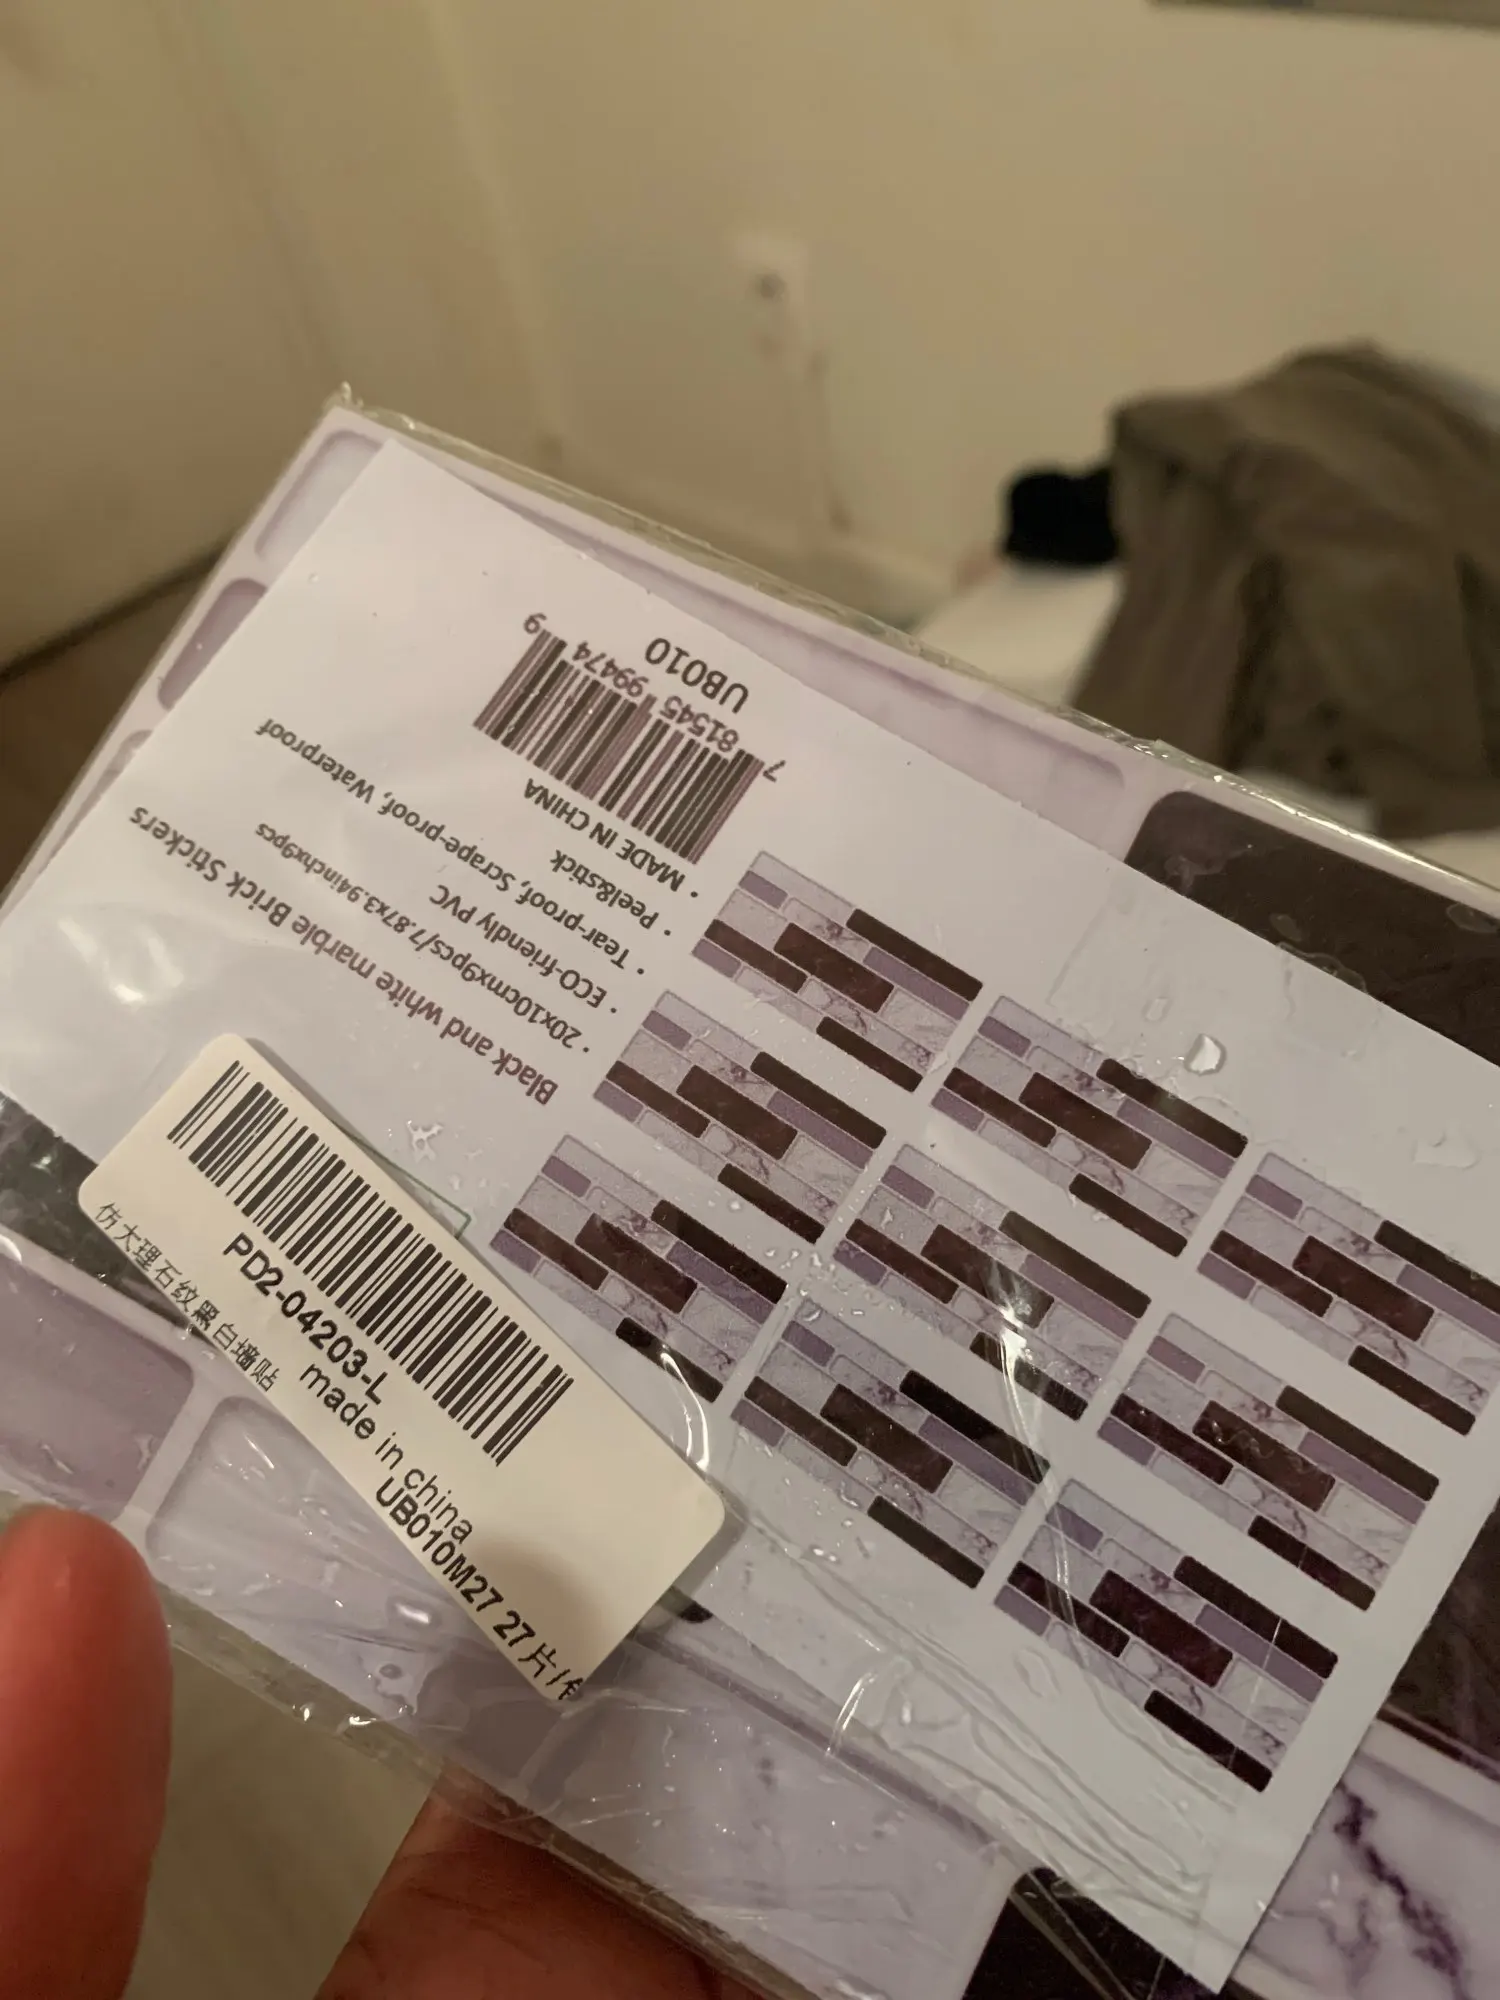 Black and white marble Brick Stickers
• 20x10cmx9pcs/7.87x3.94inchx9pcs
• ECO-friendly PVC
• Tear-proof, Scrape-proof, Waterproof
• Peel&stick
• MADE IN CHINA
7 81545 99474 9
UB010
PD2-04203-L
made in china
仿大理石纹黑白墙贴
UB010M27 27片/